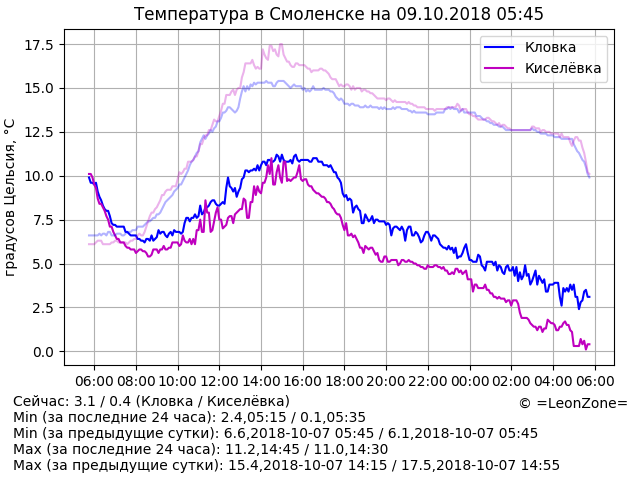 Температура в Смоленске на 09.10.2018 05:45
Кловка
Киселёвка
градусов Цельсия, °C
17.5
15.0
12.5
10.0
7.5
5.0
2.5
0.0
06:00 08:00 10:00 12:00 14:00 16:00 18:00 20:00 22:00 00:00 02:00 04:00 06:00
Сейчас: 3.1 / 0.4 (Кловка / Киселёвка)
© =LeonZone=
Min (за последние 24 часа): 2.4,05:15 / 0.1,05:35
Min (за предыдущие сутки): 6.6,2018-10-07 05:45 / 6.1,2018-10-07 05:45
Max (за последние 24 часа): 11.2,14:45 / 11.0,14:30
Max (за предыдущие сутки): 15.4,2018-10-07 14:15 / 17.5,2018-10-07 14:55